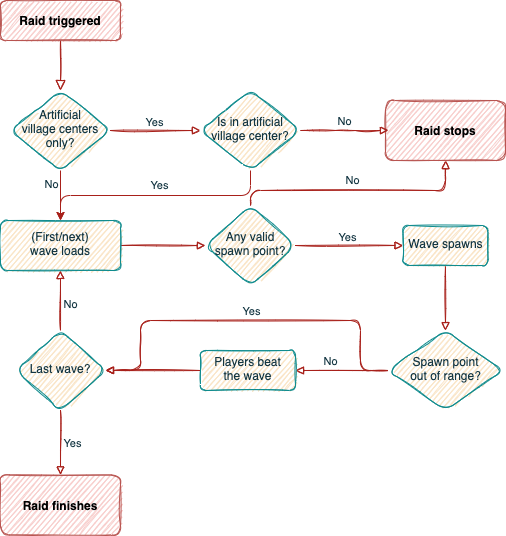 Raid triggered
Artificial
village centers
only?
Yes
Is in artificial
village center?
No
Raid stops
No
Yes
No
(First/next)
wave loads
Any valid
spawn point?
Yes
Wave spawns
Yes
No
Last wave?
Players beat
the wave
No
Spawn point
out of range?
Yes
Raid finishes